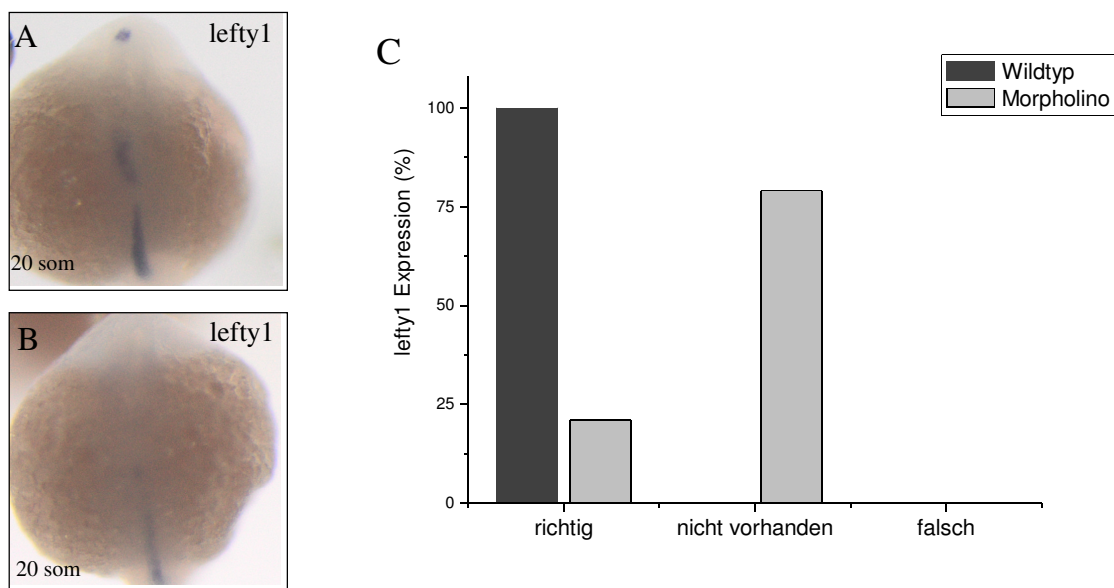 A
lefty1
20 som
B
lefty1
20 som
C
Wildtyp
Morpholino
lefty1 Expression (%)
100
75
50
25
0
richtig
nicht vorhanden
falsch